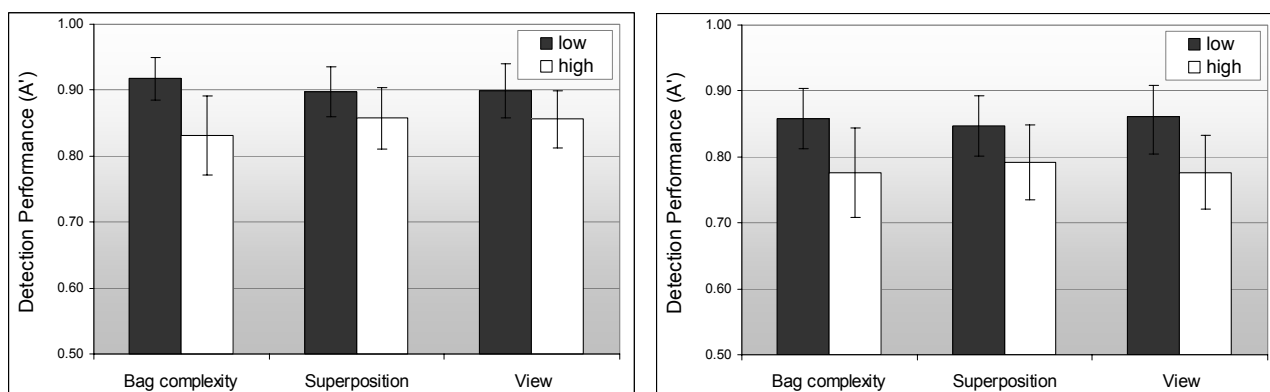 Detection Performance (A')
1.00
0.90
0.80
0.70
0.60
0.50
low
high
Bag complexity Superposition View
Detection Performance (A')
1.00
0.90
0.80
0.70
0.60
0.50
low
high
Bag complexity Superposition View